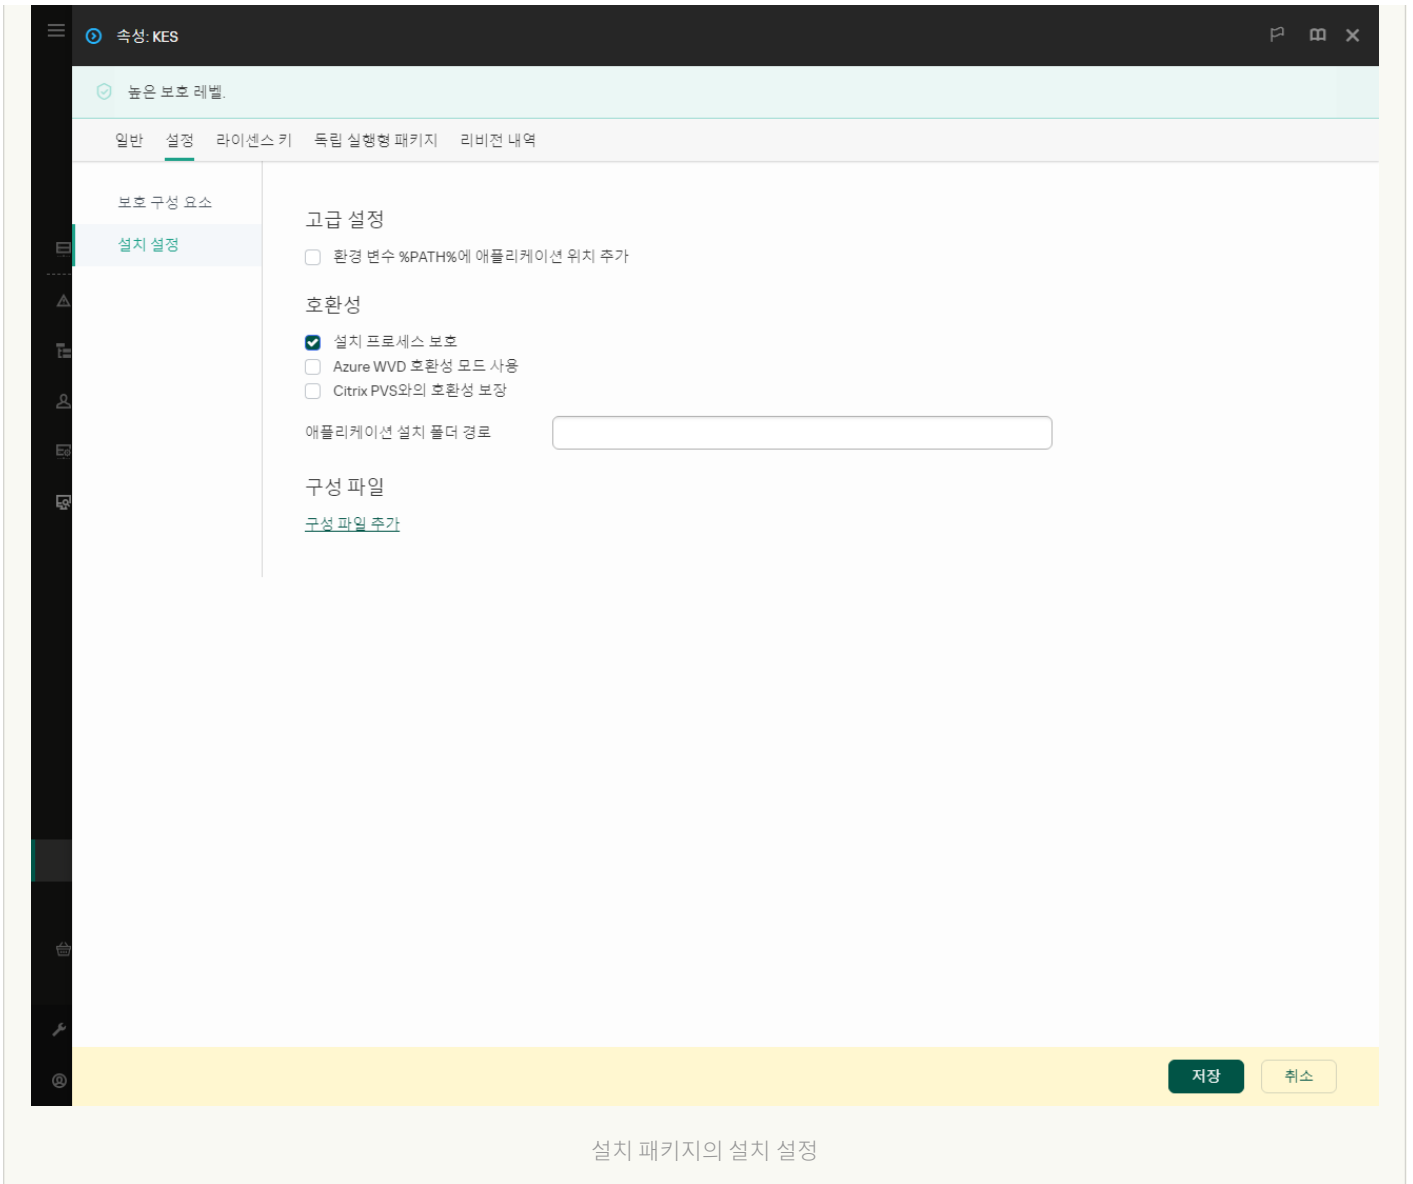 속성: KES
높은 보호 레벨.
일반 설정 라이센스 키 독립 실행형 패키지 리비전 내역
보호 구성 요소
설치 설정
고급 설정
환경 변수 %PATH%에 애플리케이션 위치 추가
호환성
설치 프로세스 보호
Azure WVD 호환성 모드 사용
Citrix PVS와의 호환성 보장
애플리케이션 설치 폴더 경로
구성 파일
구성 파일 추가
저장 취소
설치 패키지의 설치 설정